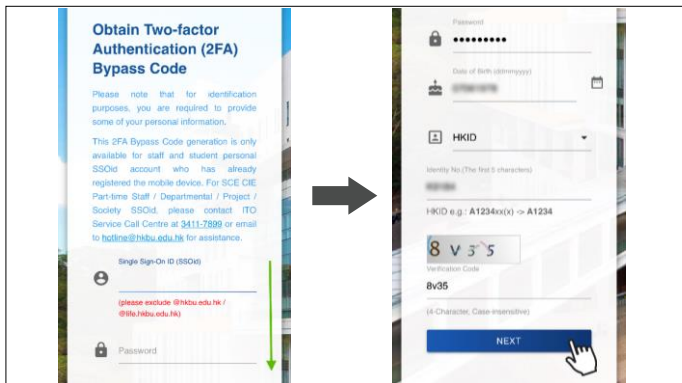 Obtain Two-factor
Authentication (2FA)
Bypass Code
Please note that for identification
purposes, you are required to provide
some of your personal information.
This 2FA Bypass Code generation is only
available for staff and student personal
SSOid account who has already
registered the mobile device. For SCE CIE
Part-time Staff / Departmental / Project /
Society SSOid, please contact ITO
Service Call Centre at 3411-7899 or email
to hotline@hkbu.edu.hk for assistance.
Single Sign-On ID (SSOid)
(please exclude @hkbu.edu.hk /
@life.hkbu.edu.hk)
Password
Password
Date of Birth (ddmmyyyy)
HKID
Identity No.(The first 5 characters)
HKID e.g.: A1234xx(x) -> A1234
8 V 3 5
Verification Code
8v35
(4 Character, Case-insensitive)
NEXT